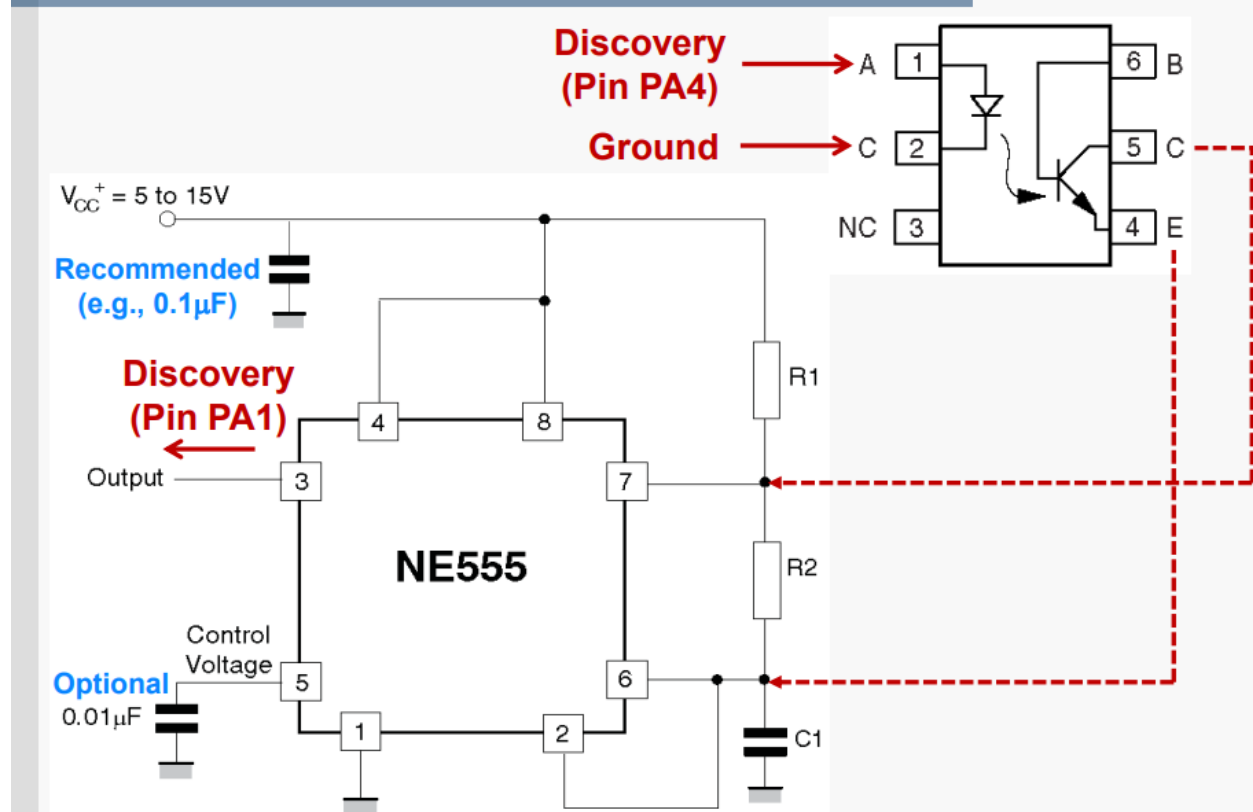 Discovery
(Pin PA4)
A
1
6
B
Ground
C
2
5
C
NC
3
4
E
VCC+ = 5 to 15V
Recommended
(e.g., 0.1µF)
R1
Discovery
(Pin PA1)
4
8
Output
3
7
NE555
R2
Control
Voltage
Optional
0.01µF
5
6
1
2
C1